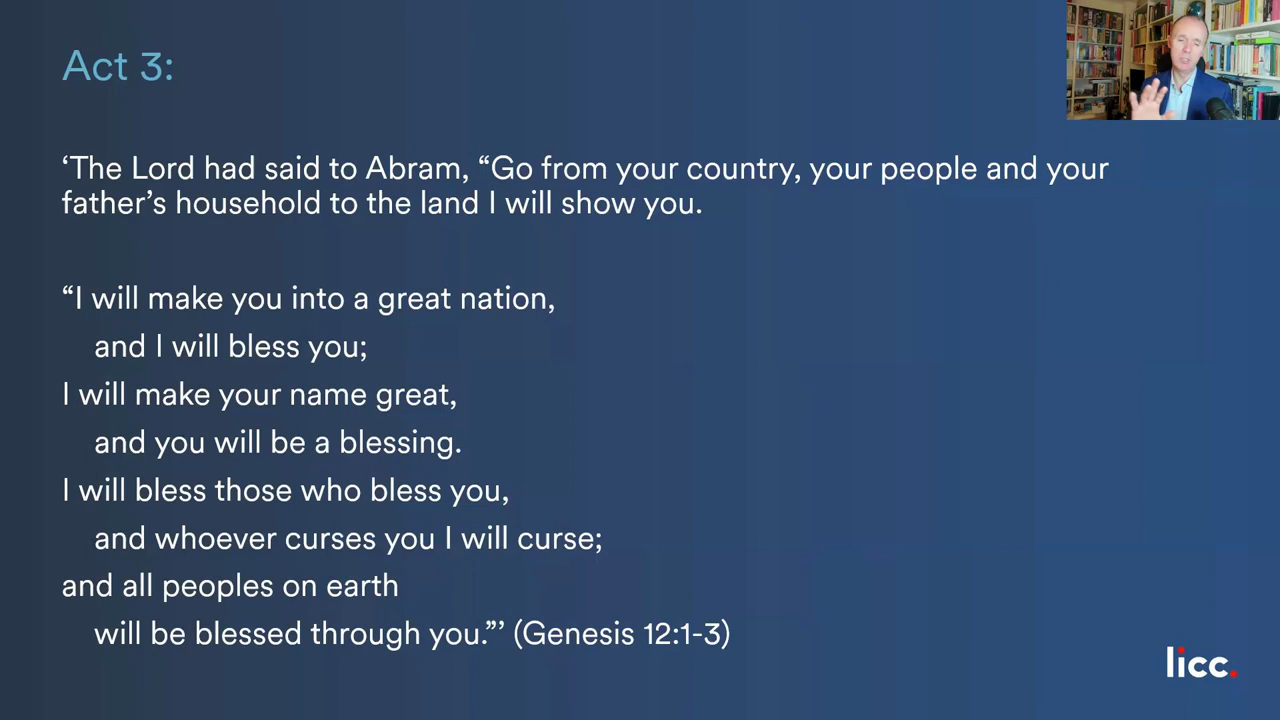 Act 3:
‘The Lord had said to Abram, “Go from your country, your people and your
father’s household to the land I will show you.
“I will make you into a great nation,
and I will bless you;
I will make your name great,
and you will be a blessing.
I will bless those who bless you,
and whoever curses you I will curse;
and all peoples on earth
will be blessed through you.”’ (Genesis 12:1-3)
licc.